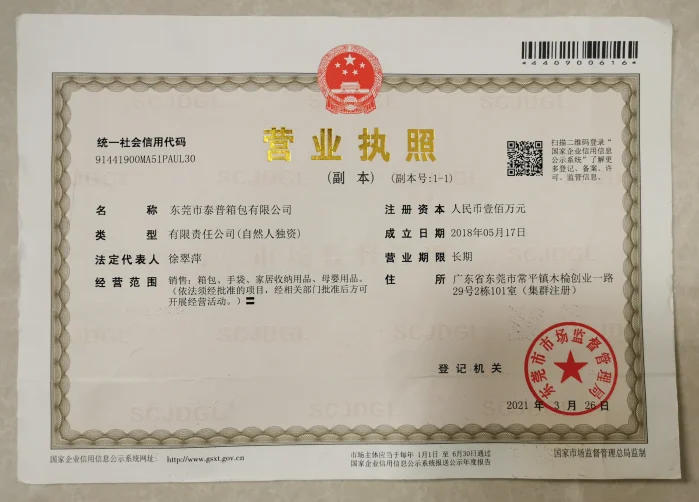 *440900616*
统一社会信用代码
91441900MA51PAUL30
营业执照
(副 本) (副本号:1-1)
扫描二维码登录"
国家企业信用信息
公示系统"了解更
多登记、备案、许
可、监管信息。
名 称 东莞市泰普箱包有限公司
类 型 有限责任公司(自然人独资)
法定代表人 徐翠萍
经营范围 销售:箱包、手袋、家居收纳用品、母婴用品。
(依法须经批准的项目,经相关部门批准后方可
开展经营活动。)
注册资本 人民币壹佰万元
成立日期 2018年05月17日
营业期限 长期
住 所 广东省东莞市常平镇木棆创业一路
29号2栋101室(集群注册)
登记机关
东莞市市场监督管理局
2021 年 3 月 26 日
国家企业信用信息公示系统网址: http://www.gsxt.gov.cn
市场主体应当于每年 1月1日 至 6月30日通过
国家企业信用信息公示系统报送公示年度报告
国家市场监督管理总局监制
SCJDGL